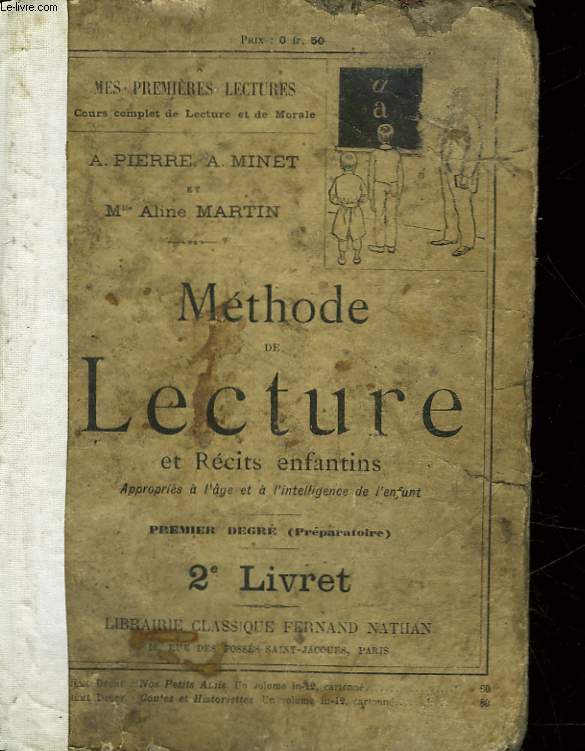 Le-livre.com
PRIX : 0 fr. 50
MES PREMIÈRES LECTURES
Cours complet de Lecture et de Morale
A. PIERRE, A. MINET
ET
Mlle Aline MARTIN
a
a
Méthode
DE
Lecture
et Récits enfantins
Appropriés à l'âge et à l'intelligence de l'enfant
PREMIER DEGRÉ (Préparatoire)
2e Livret
LIBRAIRIE CLASSIQUE FERNAND NATHAN
RUE DES FOSSÉS-SAINT-JACQUES, PARIS
Nos Petits Amis. Un volume in-12, cartonné. 60
Contes et Historiettes. Un volume in-12, cartonné. 80